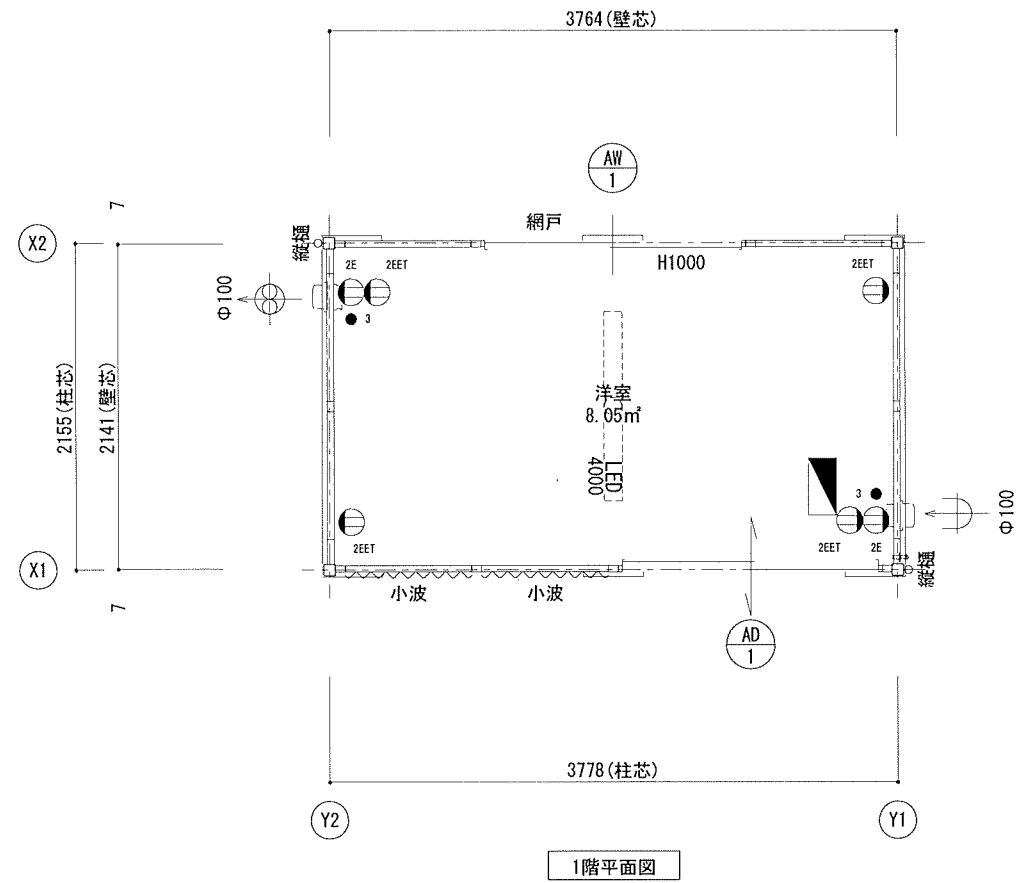 3764(壁芯)
AW
1
7
X2
縦樋
網戸
H1000
2E
2EET
2EET
Φ100
3
2155(柱芯)
2141(壁芯)
洋室
8.05㎡
LED
4000
3
Φ100
2EET
2EET
2E
X1
縦樋
小波
小波
7
AD
1
3778(柱芯)
Y2
Y1
1階平面図